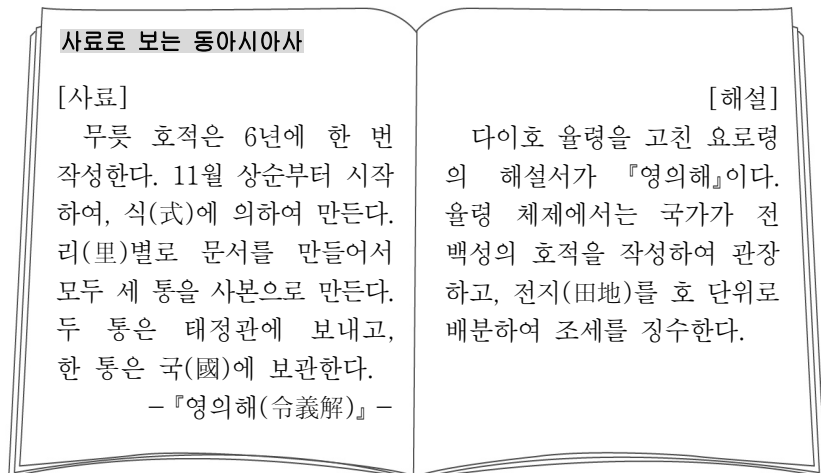 사료로 보는 동아시아사
[사료]
무릇 호적은 6년에 한 번
작성한다. 11월 상순부터 시작
하여, 식(式)에 의하여 만든다.
리(里)별로 문서를 만들어서
모두 세 통을 사본으로 만든다.
두 통은 태정관에 보내고,
한 통은 국(國)에 보관한다.
-『영의해(令義解)』-
[해설]
다이호 율령을 고친 요로령
의 해설서가 『영의해』이다.
율령 체제에서는 국가가 전
백성의 호적을 작성하여 관장
하고, 전지(田地)를 호 단위로
배분하여 조세를 징수한다.